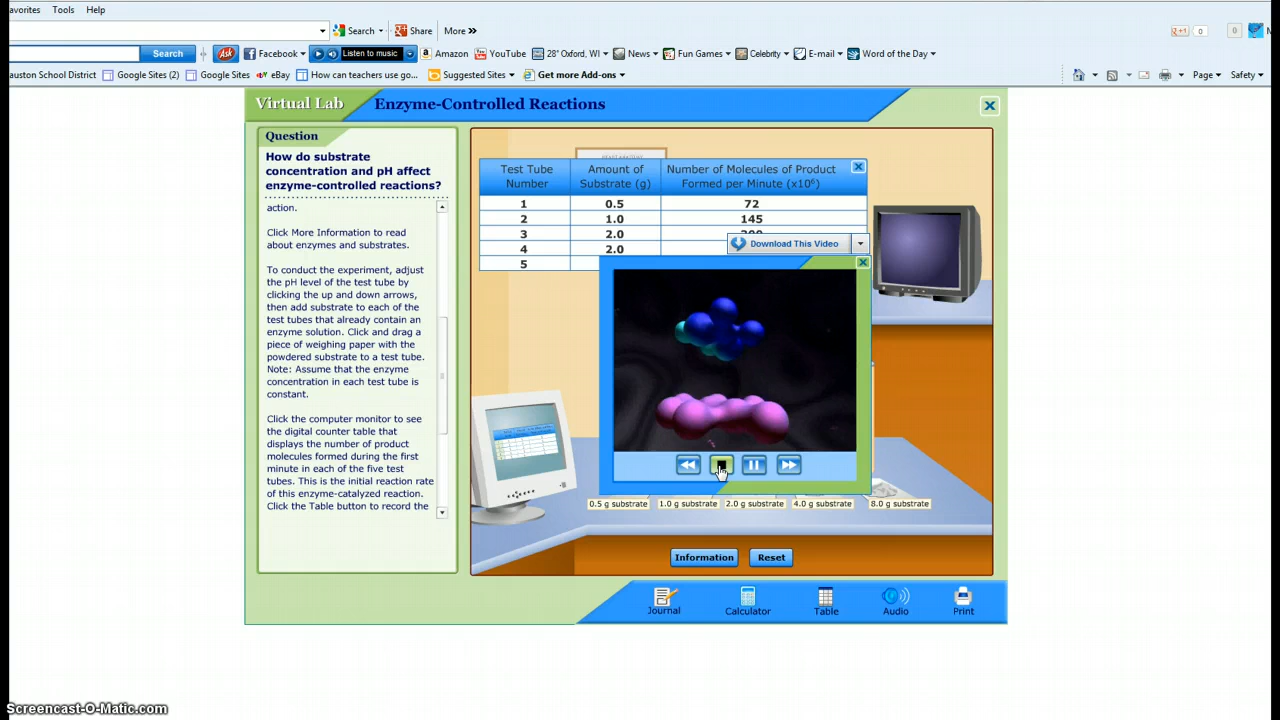 avorites Tools Help
Search Share More »
Search Ask Facebook Listen to music Amazon YouTube 28° Oxford, WI News Fun Games Celebrity E-mail Word of the Day
auston School District Google Sites (2) Google Sites eBay How can teachers use go... Suggested Sites Get more Add-ons Page Safety
+1 0 0
Virtual Lab Enzyme-Controlled Reactions
Question
How do substrate
concentration and pH affect
enzyme-controlled reactions?
action.
Click More Information to read
about enzymes and substrates.
To conduct the experiment, adjust
the pH level of the test tube by
clicking the up and down arrows,
then add substrate to each of the
test tubes that already contain an
enzyme solution. Click and drag a
piece of weighing paper with the
powdered substrate to a test tube.
Note: Assume that the enzyme
concentration in each test tube is
constant.
Click the computer monitor to see
the digital counter table that
displays the number of product
molecules formed during the first
minute in each of the five test
tubes. This is the initial reaction rate
of this enzyme-catalyzed reaction.
Click the Table button to record the
Test Tube Number Amount of Substrate (g) Number of Molecules of Product Formed per Minute (x10⁶)
1 0.5 72
2 1.0 145
3 2.0
4 2.0
5
Download This Video
0.5 g substrate 1.0 g substrate 2.0 g substrate 4.0 g substrate 8.0 g substrate
Information Reset
Journal Calculator Table Audio Print
Screencast-O-Matic.com